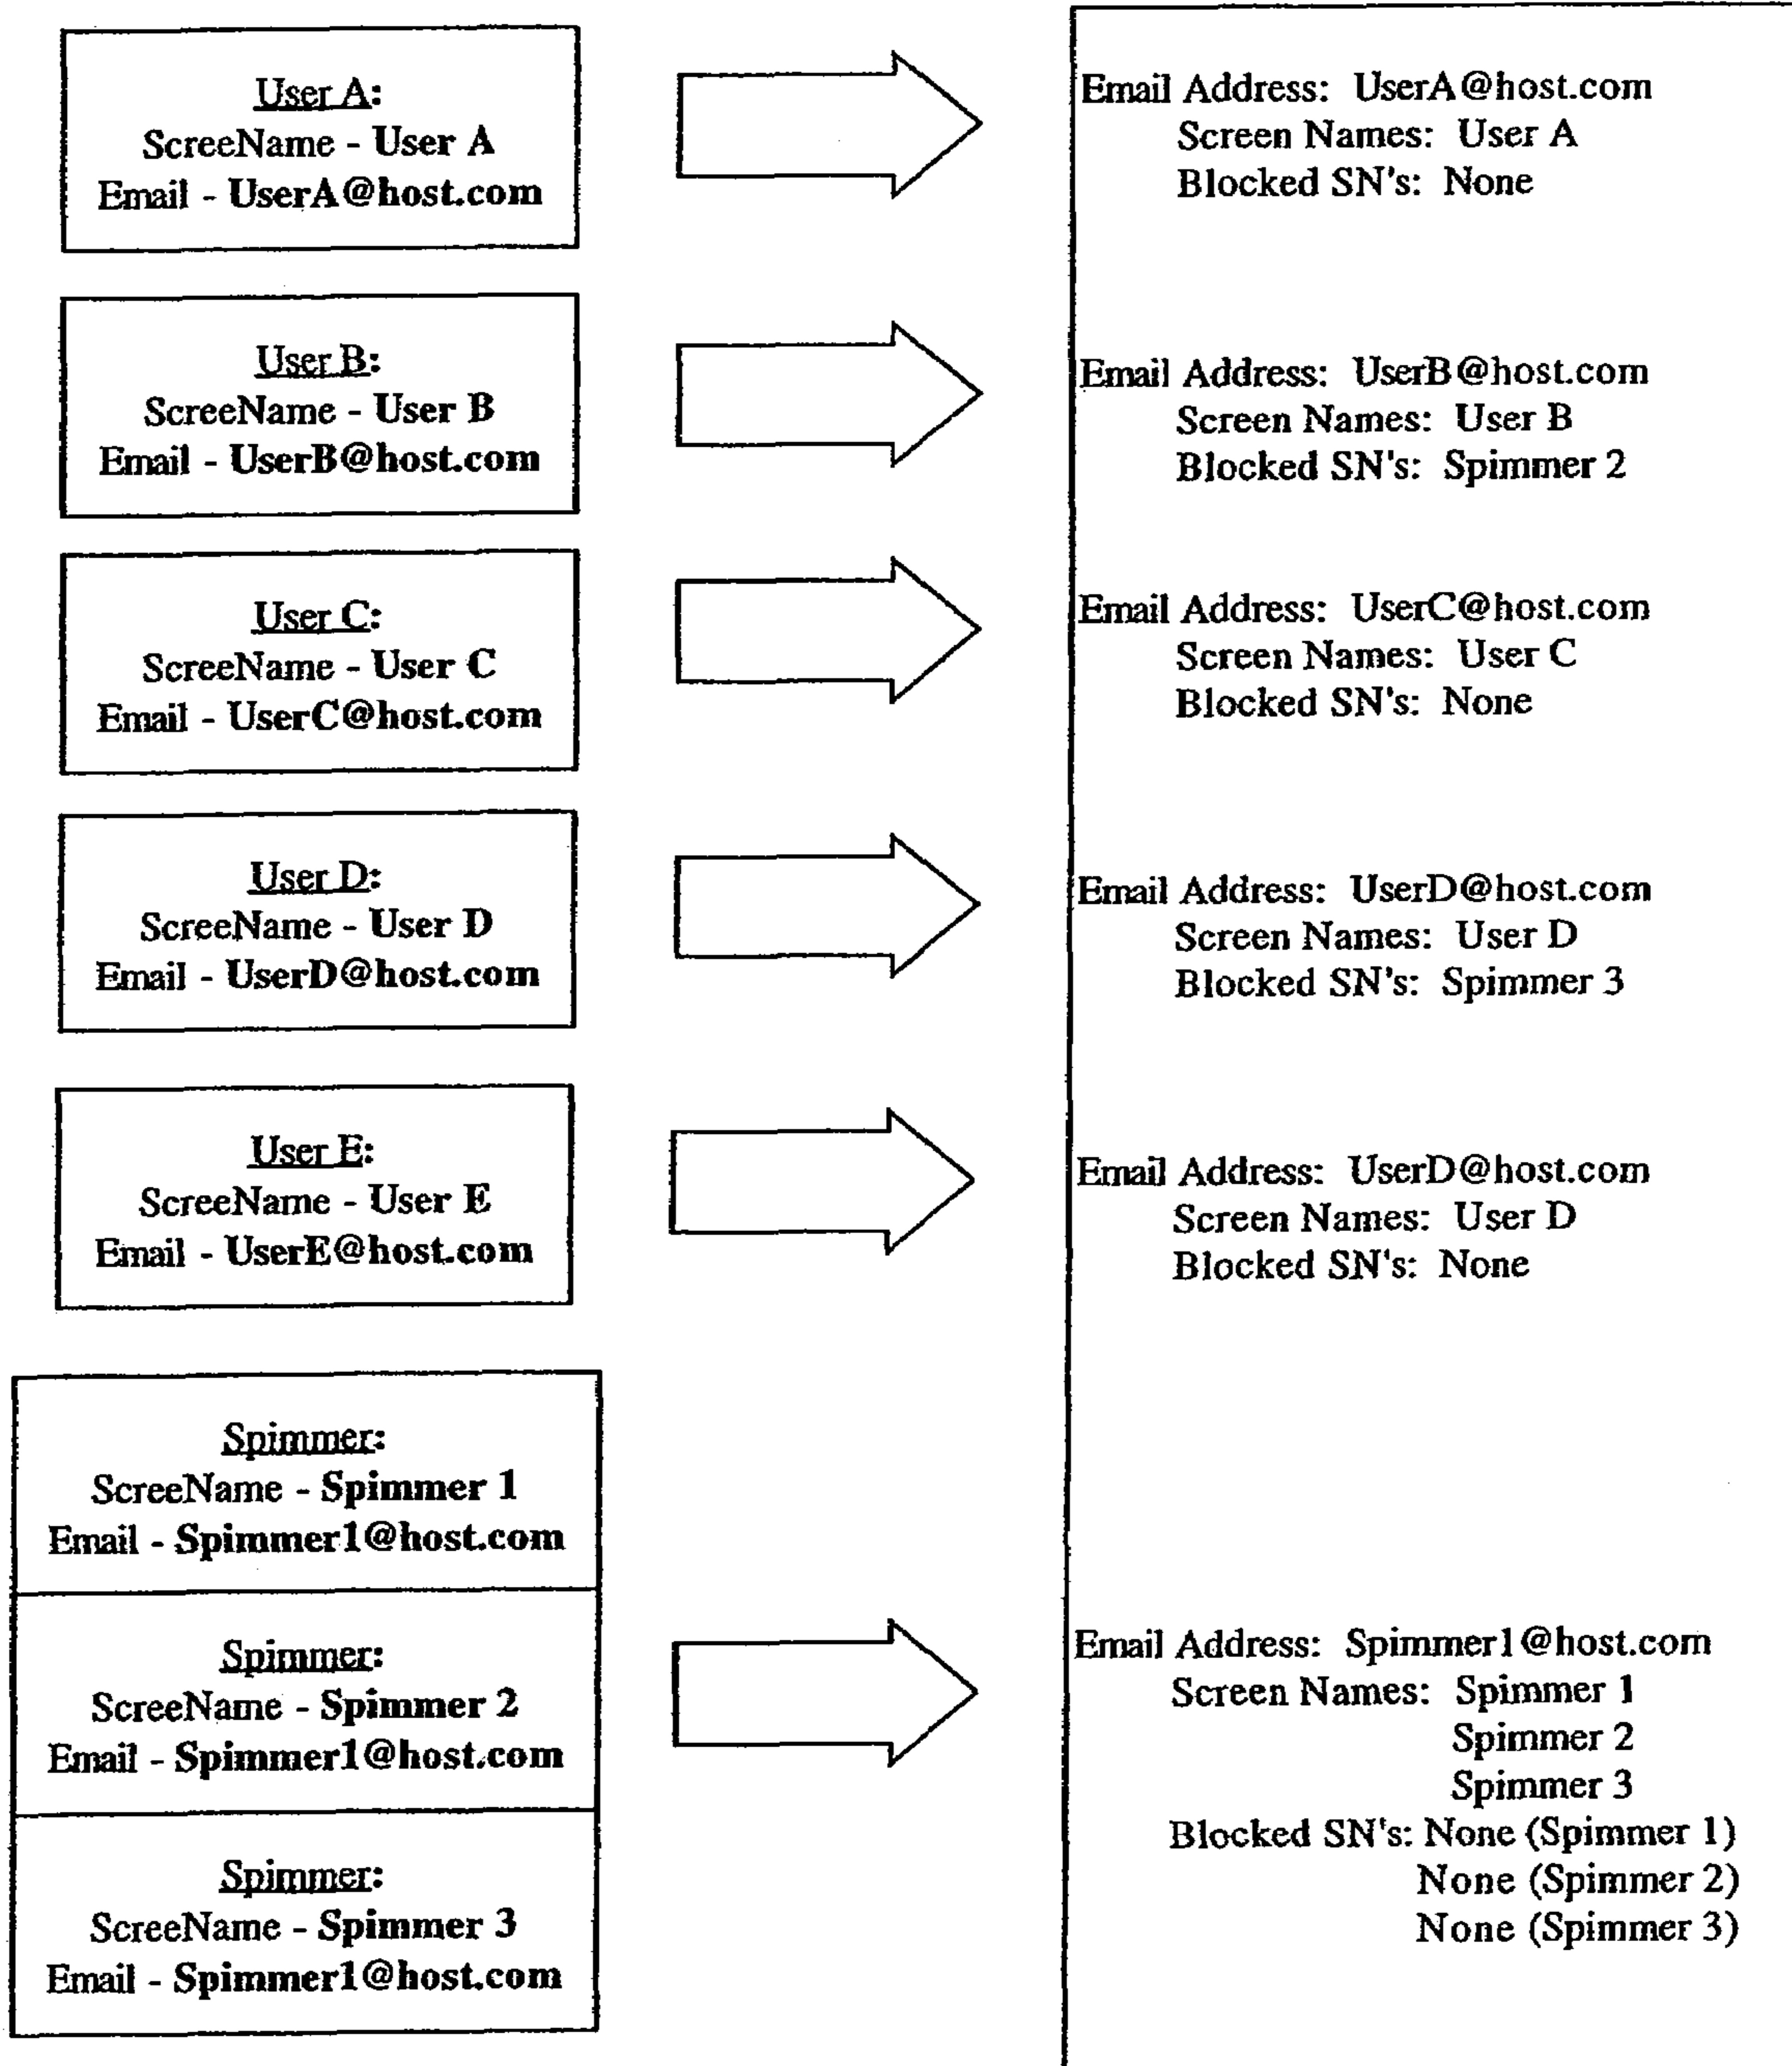 User A:
ScreeName - User A
Email - UserA@host.com
Email Address: UserA@host.com
Screen Names: User A
Blocked SN's: None
User B:
ScreeName - User B
Email - UserB@host.com
Email Address: UserB@host.com
Screen Names: User B
Blocked SN's: Spimmer 2
User C:
ScreeName - User C
Email - UserC@host.com
Email Address: UserC@host.com
Screen Names: User C
Blocked SN's: None
User D:
ScreeName - User D
Email - UserD@host.com
Email Address: UserD@host.com
Screen Names: User D
Blocked SN's: Spimmer 3
User E:
ScreeName - User E
Email - UserE@host.com
Email Address: UserD@host.com
Screen Names: User D
Blocked SN's: None
Spimmer:
ScreeName - Spimmer 1
Email - Spimmer1@host.com
Spimmer:
ScreeName - Spimmer 2
Email - Spimmer1@host.com
Spimmer:
ScreeName - Spimmer 3
Email - Spimmer1@host.com
Email Address: Spimmer1@host.com
Screen Names: Spimmer 1
Spimmer 2
Spimmer 3
Blocked SN's: None (Spimmer 1)
None (Spimmer 2)
None (Spimmer 3)